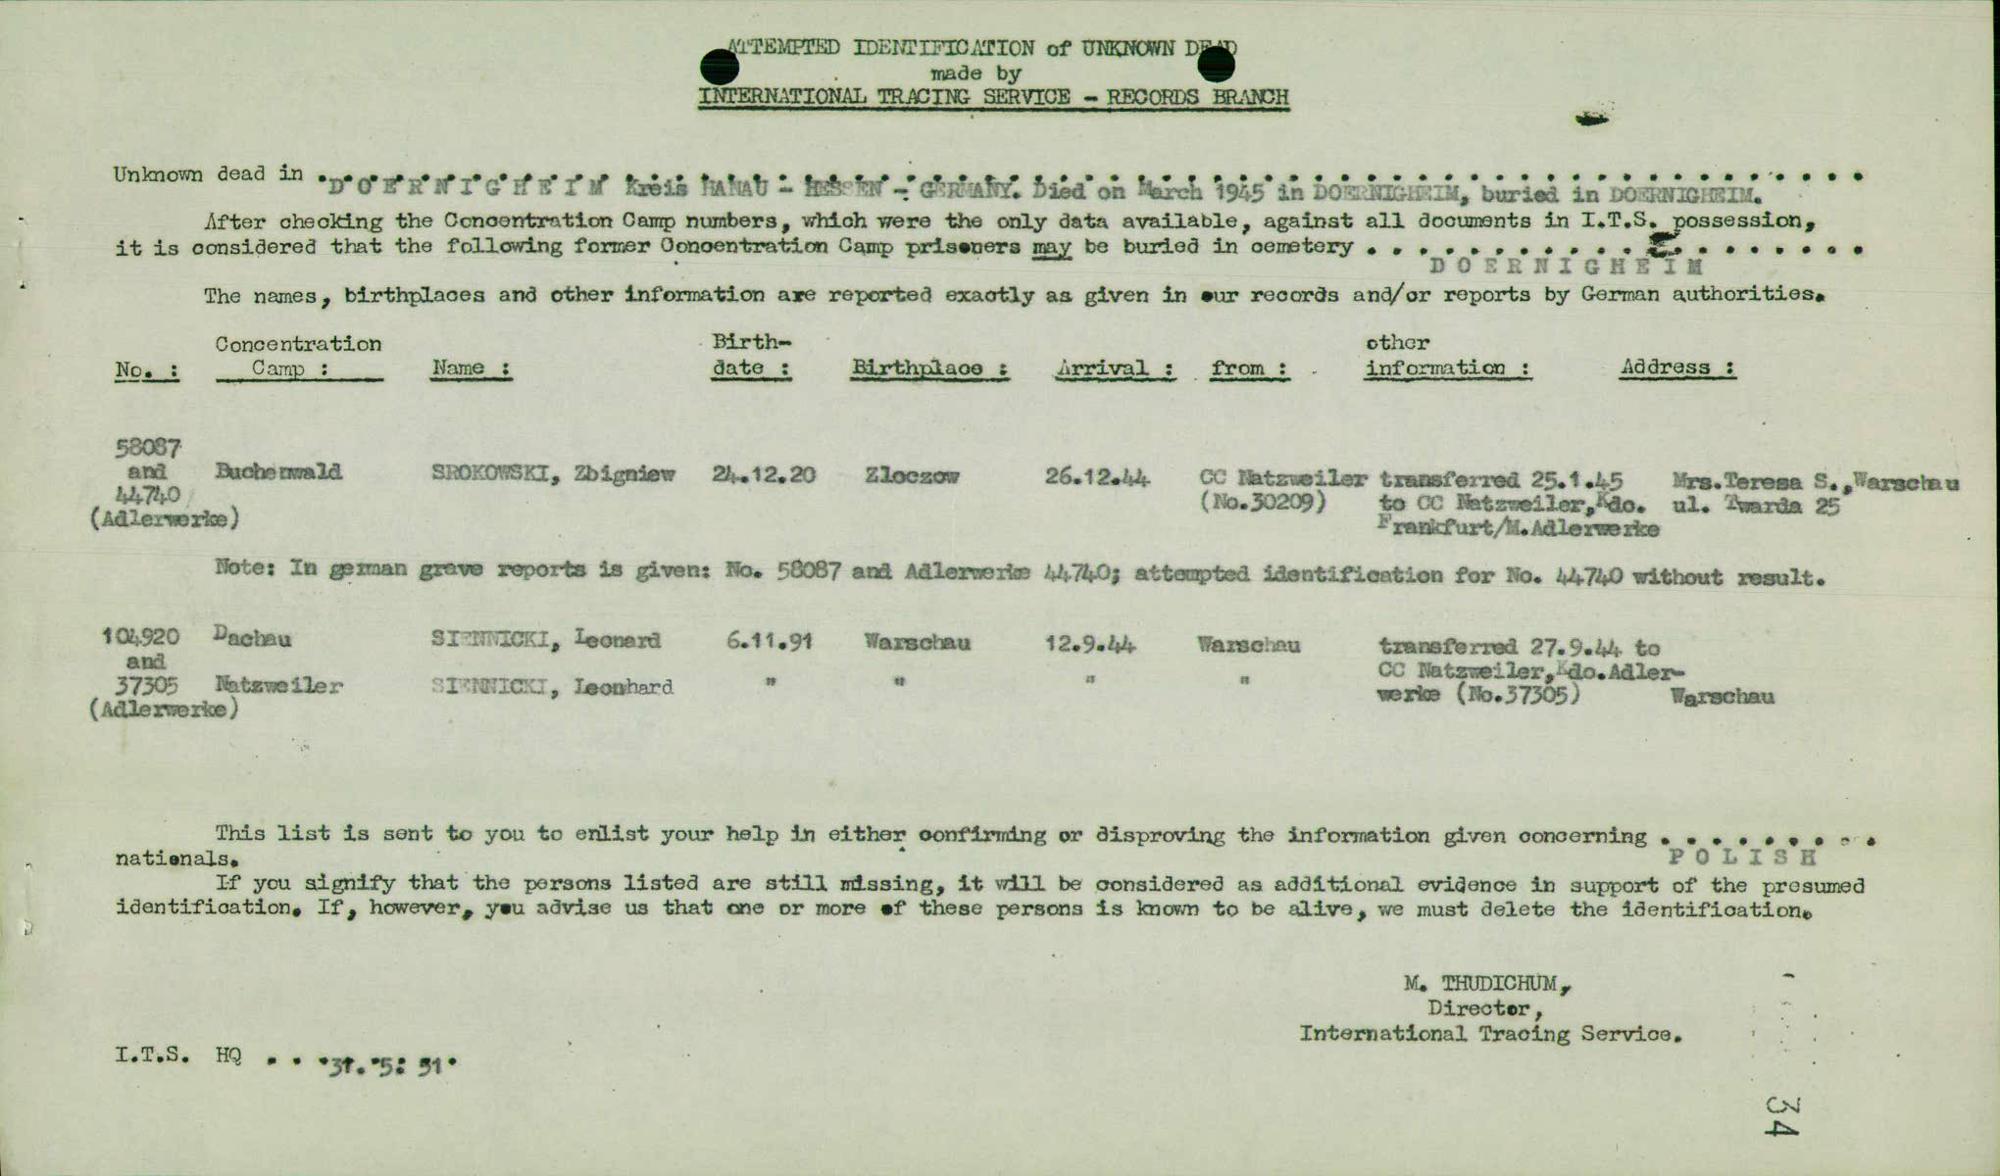 ATTEMPTED IDENTIFICATION of UNKNOWN DEAD
made by
INTERNATIONAL TRACING SERVICE - RECORDS BRANCH
Unknown dead in D O E R N I G H E I M Kreis HANAU - HESSEN - GERMANY. Died on March 1945 in DOERNIGHEIM, buried in DOERNIGHEIM.
After checking the Concentration Camp numbers, which were the only data available, against all documents in I.T.S. possession,
it is considered that the following former Concentration Camp prisoners may be buried in cemetery . . . . . . . . . . . . . . . . . . .
D O E R N I G H E I M
The names, birthplaces and other information are reported exactly as given in our records and/or reports by German authorities.
No. : Concentration Camp : Name : Birth-date : Birthplace : Arrival : from : other information : Address :
58087
and Buchenwald SROKOWSKI, Zbigniew 24.12.20 Zloczow 26.12.44 CC Natzweiler transferred 25.1.45 Mrs.Teresa S.,Warschau
44740 (No.30209) to CC Natzweiler,Kdo. ul. Twarda 25
(Adlerwerke) Frankfurt/M.Adlerwerke
Note: In german grave reports is given: No. 58087 and Adlerwerke 44740; attempted identification for No. 44740 without result.
104920 Dachau SIENNICKI, Leonard 6.11.91 Warschau 12.9.44 Warschau transferred 27.9.44 to
and CC Natzweiler,Kdo.Adler-
37305 Natzweiler SIENNICKI, Leonhard " " " " werke (No.37305) Warschau
(Adlerwerke)
This list is sent to you to enlist your help in either confirming or disproving the information given concerning . . . . . . . . .
P O L I S H
nationals.
If you signify that the persons listed are still missing, it will be considered as additional evidence in support of the presumed
identification. If, however, you advise us that one or more of these persons is known to be alive, we must delete the identification.
M. THUDICHUM,
Director,
International Tracing Service.
I.T.S. HQ . . 31. 5. 51.
34